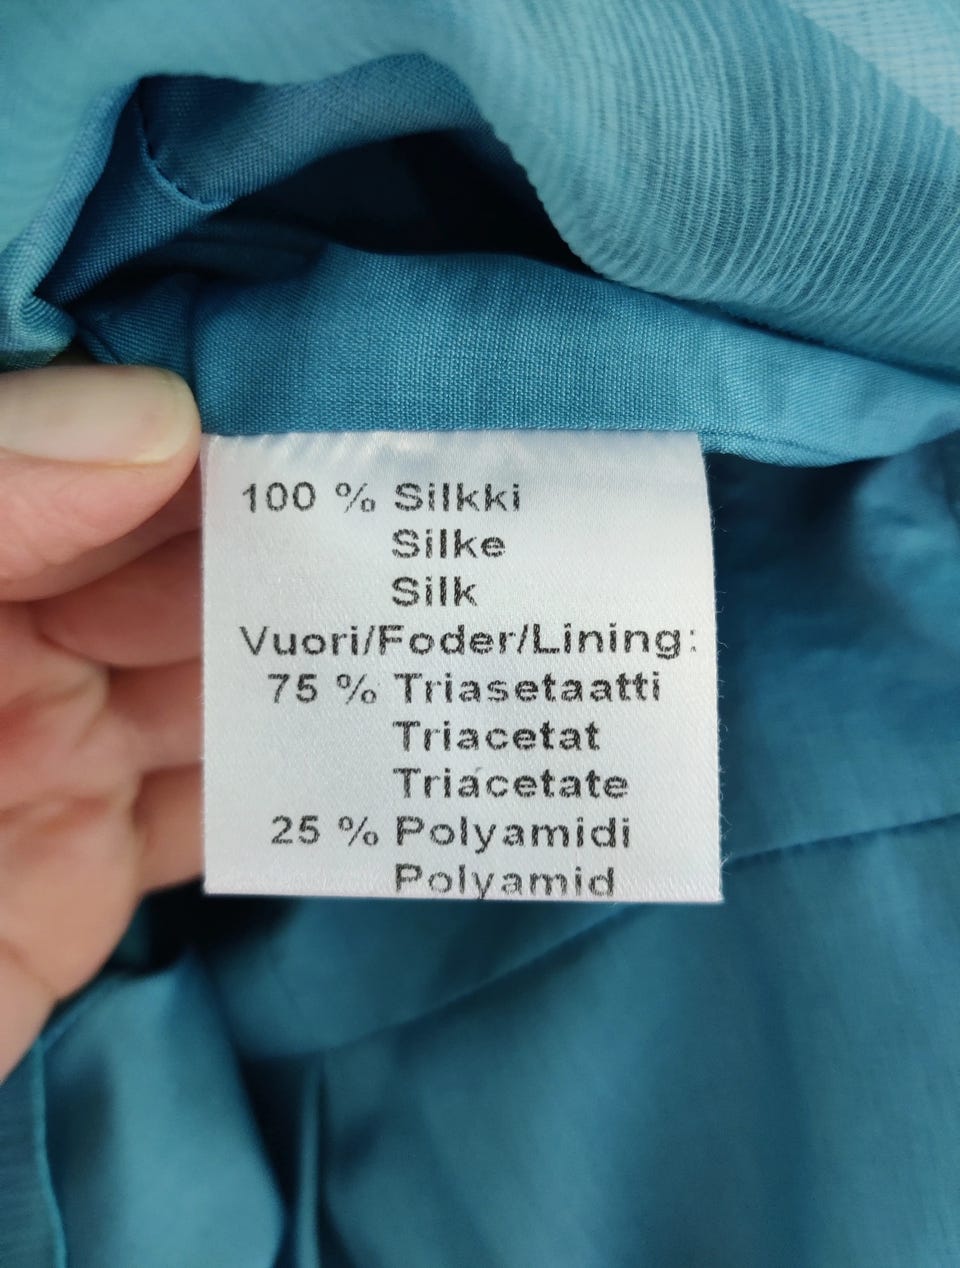 100 % Silkki
Silke
Silk
Vuori/Foder/Lining:
75 % Triasetaatti
Triacetat
Triacetate
25 % Polyamidi
Polyamid